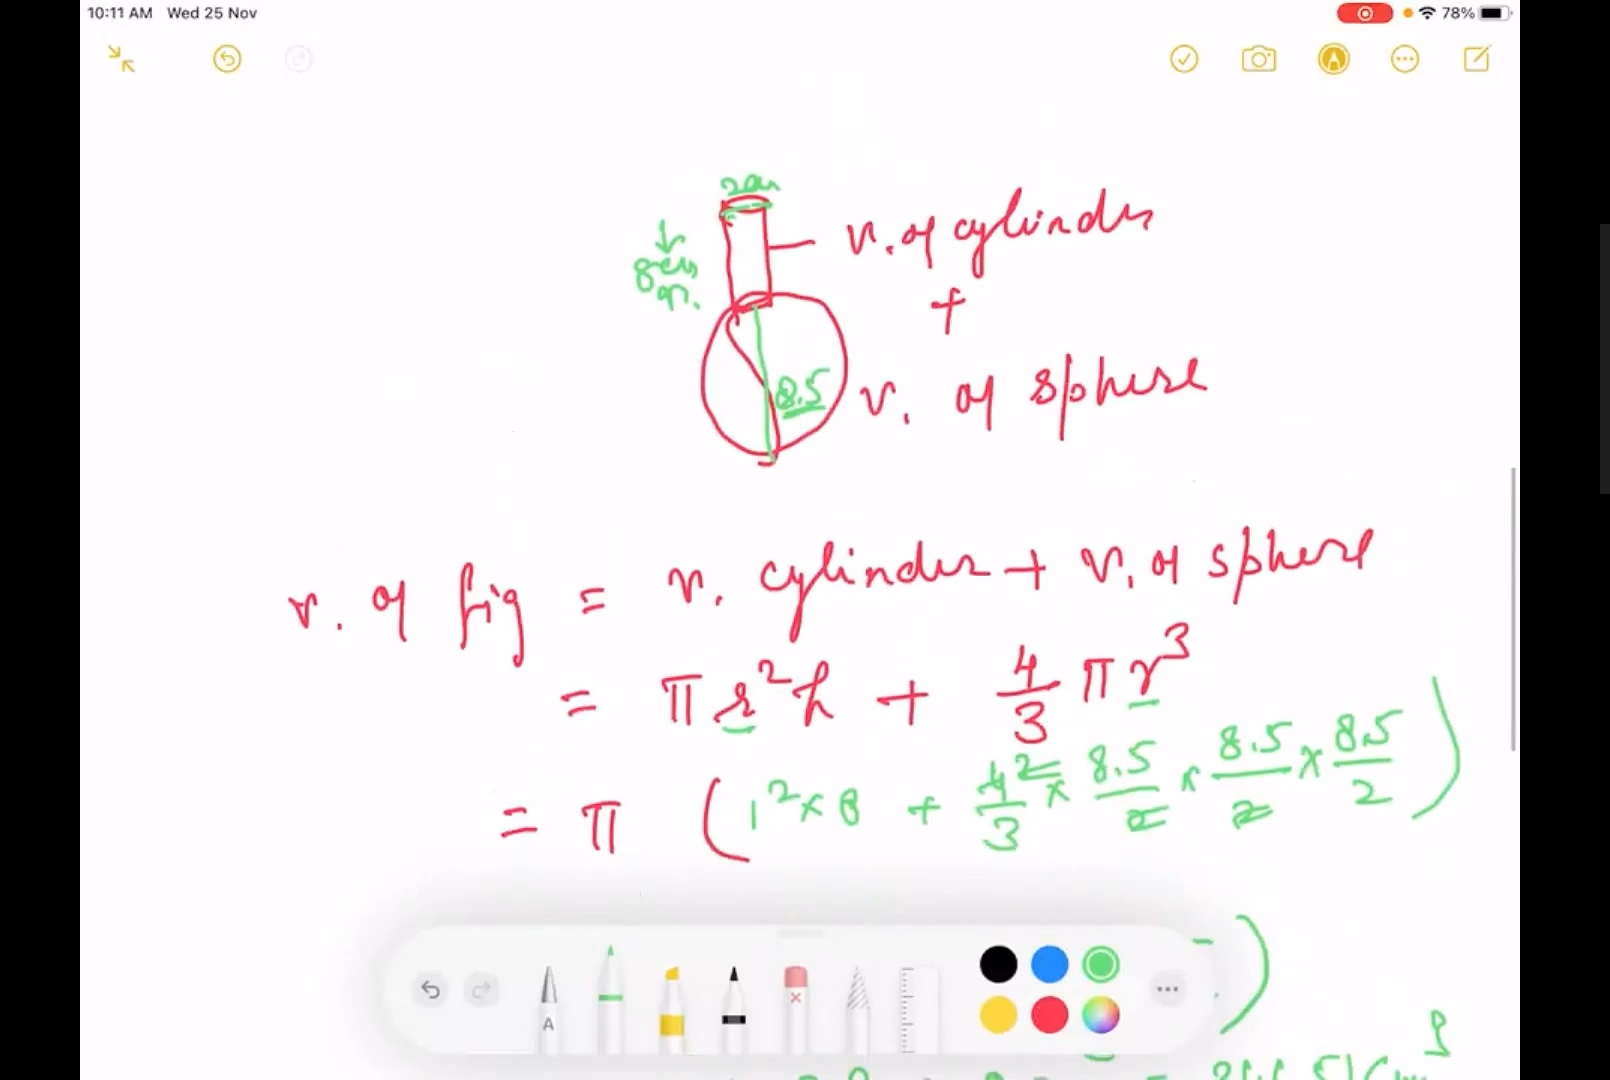 10:11 AM Wed 25 Nov 78%
2cm
8cm
v. of cylinder
+
8.5
v. of sphere
v. of fig = v. cylinder + v. of sphere
= π r²h + 4/3 π r³
= π ( 1² × 8 + 4/3 × 8.5/2 × 8.5/2 × 8.5/2 )
A